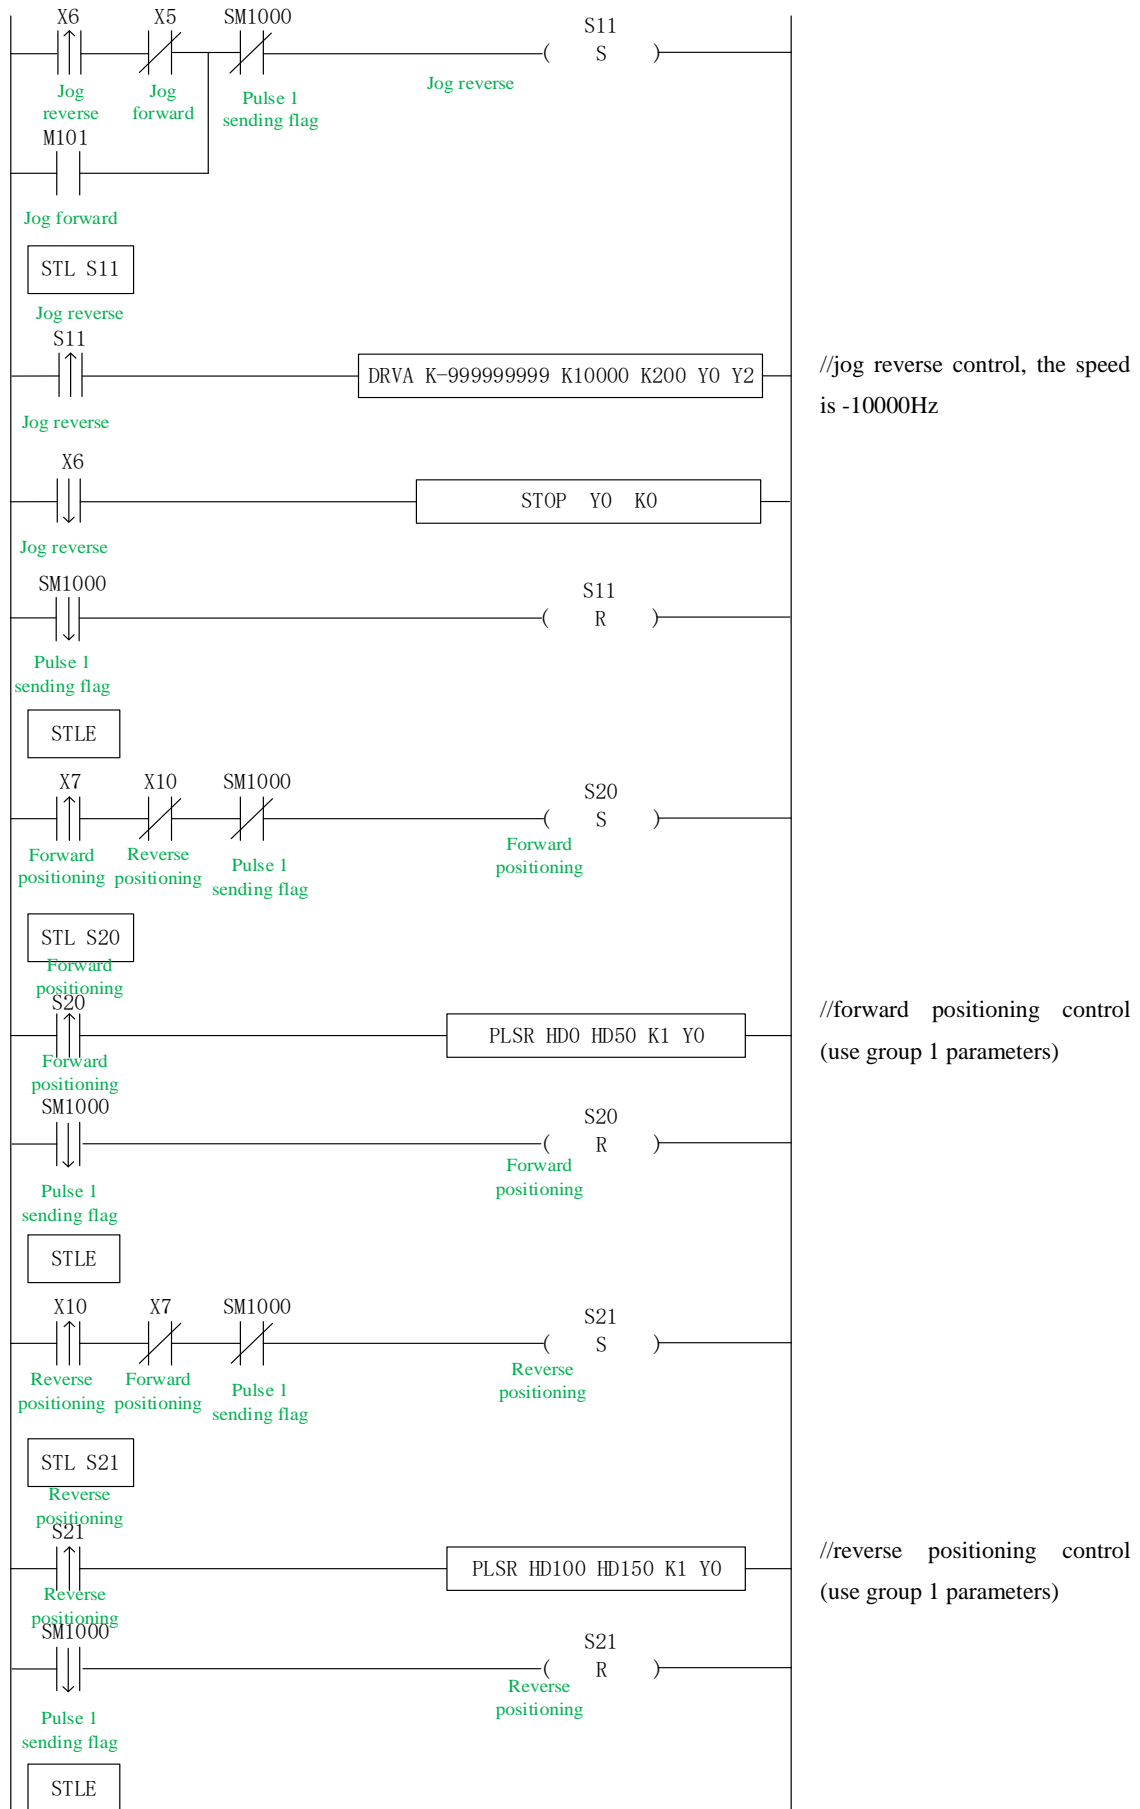 X6 X5 SM1000 S11
( S )
Jog reverse Jog forward Pulse 1 sending flag Jog reverse
M101
Jog forward
STL S11
Jog reverse
S11
DRVA K-999999999 K10000 K200 Y0 Y2
//jog reverse control, the speed
is -10000Hz
Jog reverse
X6
STOP Y0 K0
Jog reverse
SM1000 S11
( R )
Pulse 1
sending flag
STLE
X7 X10 SM1000 S20
( S )
Forward positioning Reverse positioning Pulse 1 sending flag Forward positioning
STL S20
Forward
positioning
S20
PLSR HD0 HD50 K1 Y0
//forward positioning control
(use group 1 parameters)
Forward
positioning
SM1000 S20
( R )
Forward
positioning
Pulse 1
sending flag
STLE
X10 X7 SM1000 S21
( S )
Reverse positioning Forward positioning Pulse 1 sending flag Reverse positioning
STL S21
Reverse
positioning
S21
PLSR HD100 HD150 K1 Y0
//reverse positioning control
(use group 1 parameters)
Reverse
positioning
SM1000 S21
( R )
Reverse
positioning
Pulse 1
sending flag
STLE